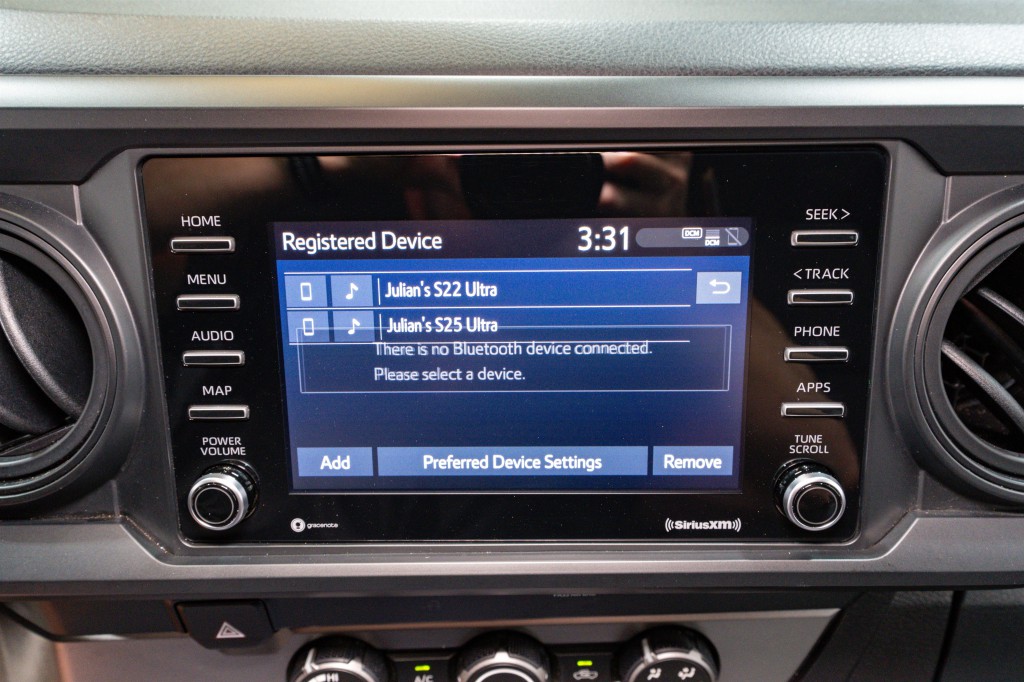 HOME
MENU
AUDIO
MAP
POWER
VOLUME
Registered Device
3:31
DCM
DCM
Julian's S22 Ultra
Julian's S25 Ultra
There is no Bluetooth device connected.
Please select a device.
Add
Preferred Device Settings
Remove
SEEK >
< TRACK
PHONE
APPS
TUNE
SCROLL
gracenote
((SiriusXM))
HI
A/C